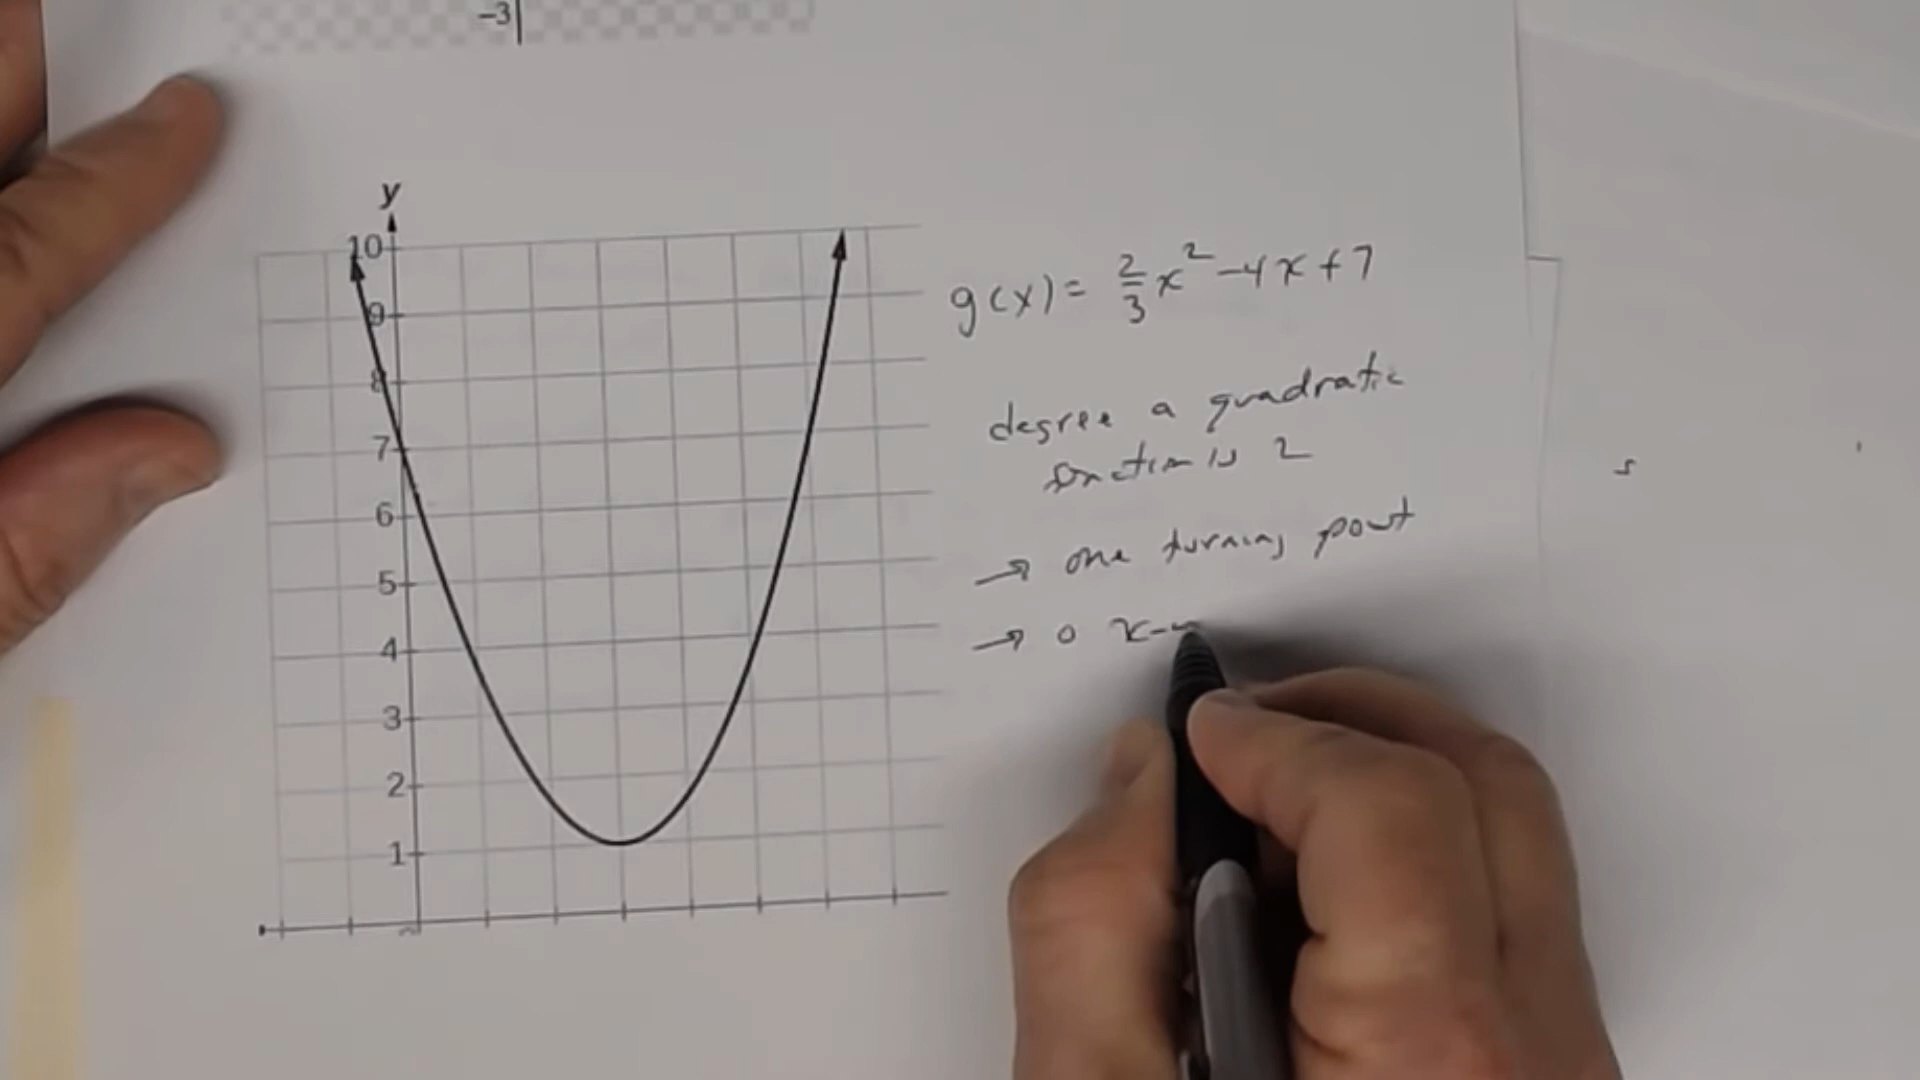 -3
y
10
9
8
7
6
5
4
3
2
1
g(x) = 2/3 x² - 4x + 7
degree a quadratic
function is 2
→ one turning point
→ 0 x-
s